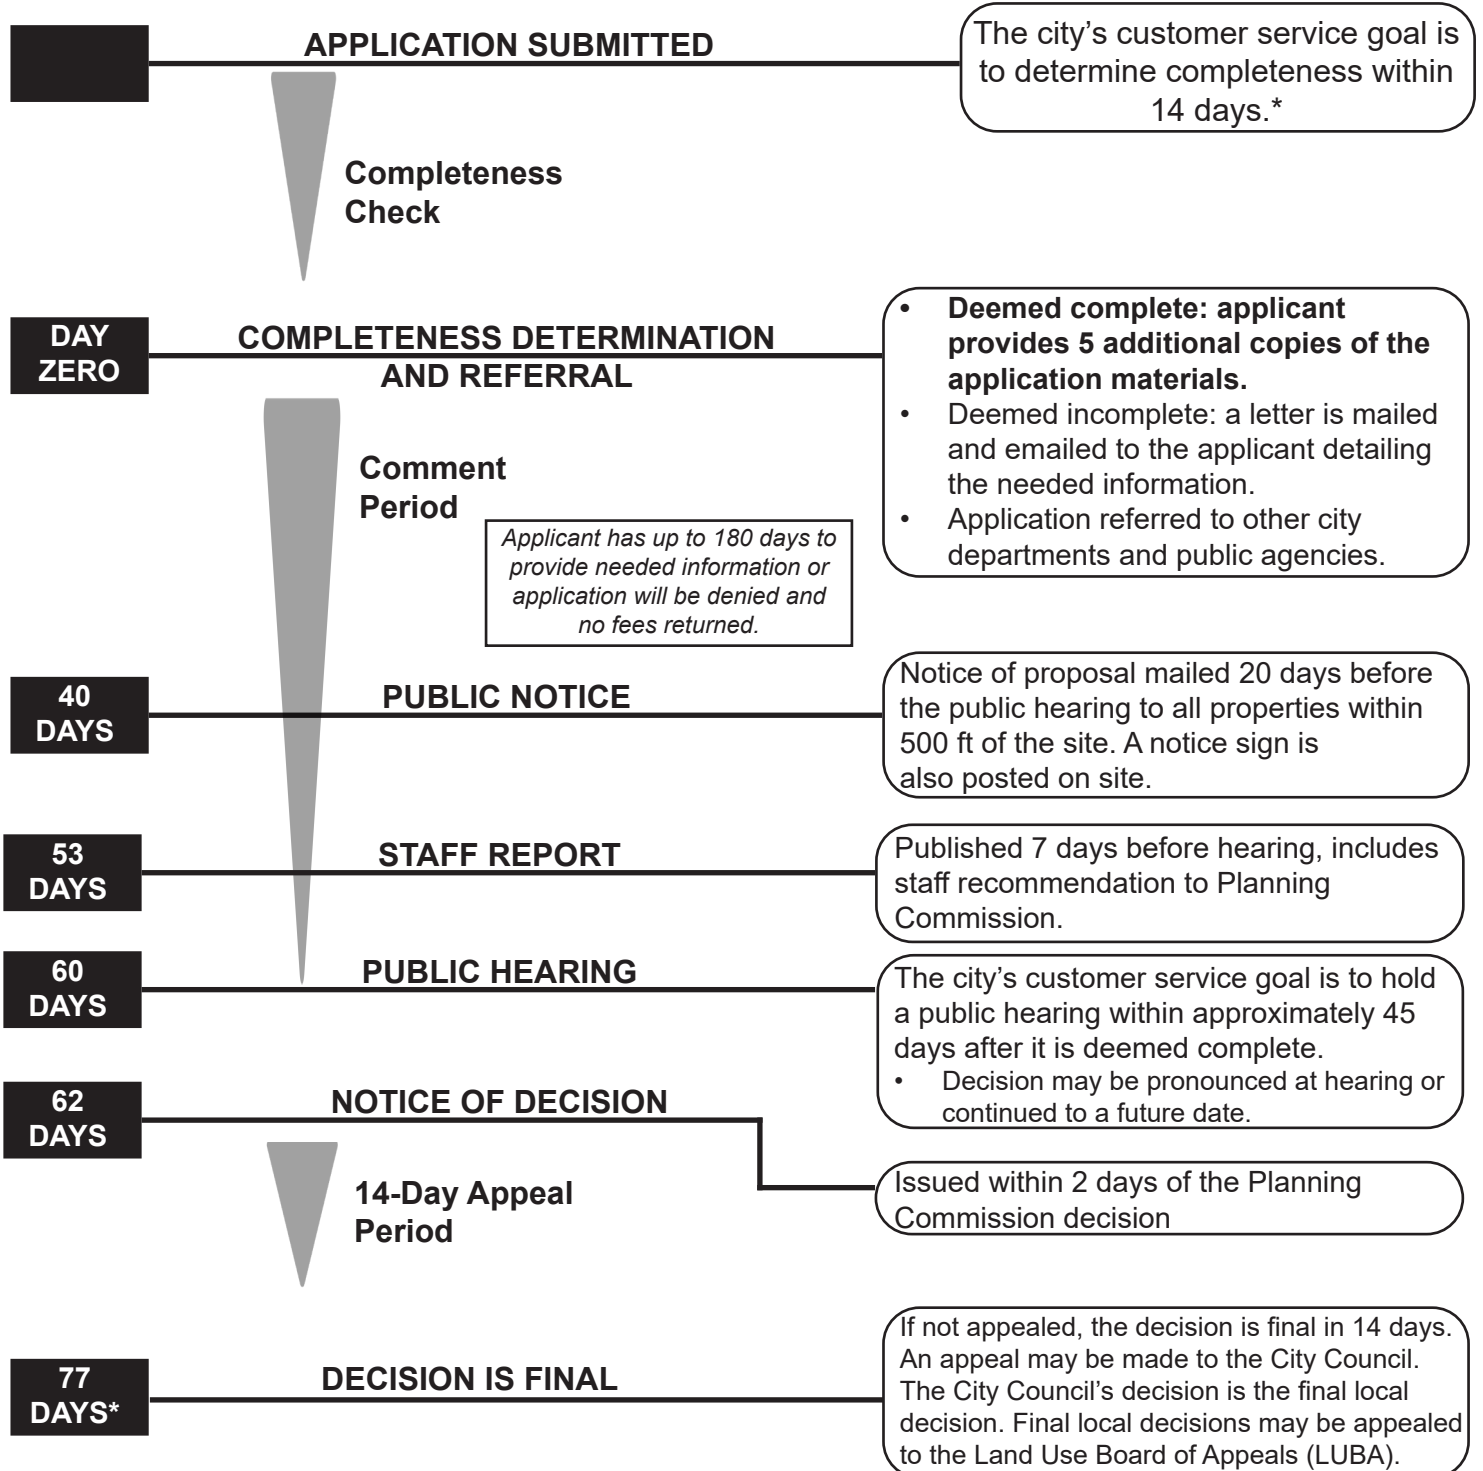 APPLICATION SUBMITTED
The city's customer service goal is
to determine completeness within
14 days.*
Completeness
Check
DAY
ZERO
COMPLETENESS DETERMINATION
AND REFERRAL
• Deemed complete: applicant
provides 5 additional copies of the
application materials.
• Deemed incomplete: a letter is mailed
and emailed to the applicant detailing
the needed information.
• Application referred to other city
departments and public agencies.
Comment
Period
Applicant has up to 180 days to
provide needed information or
application will be denied and
no fees returned.
40
DAYS
PUBLIC NOTICE
Notice of proposal mailed 20 days before
the public hearing to all properties within
500 ft of the site. A notice sign is
also posted on site.
53
DAYS
STAFF REPORT
Published 7 days before hearing, includes
staff recommendation to Planning
Commission.
60
DAYS
PUBLIC HEARING
The city's customer service goal is to hold
a public hearing within approximately 45
days after it is deemed complete.
• Decision may be pronounced at hearing or
continued to a future date.
62
DAYS
NOTICE OF DECISION
Issued within 2 days of the Planning
Commission decision
14-Day Appeal
Period
77
DAYS*
DECISION IS FINAL
If not appealed, the decision is final in 14 days.
An appeal may be made to the City Council.
The City Council's decision is the final local
decision. Final local decisions may be appealed
to the Land Use Board of Appeals (LUBA).